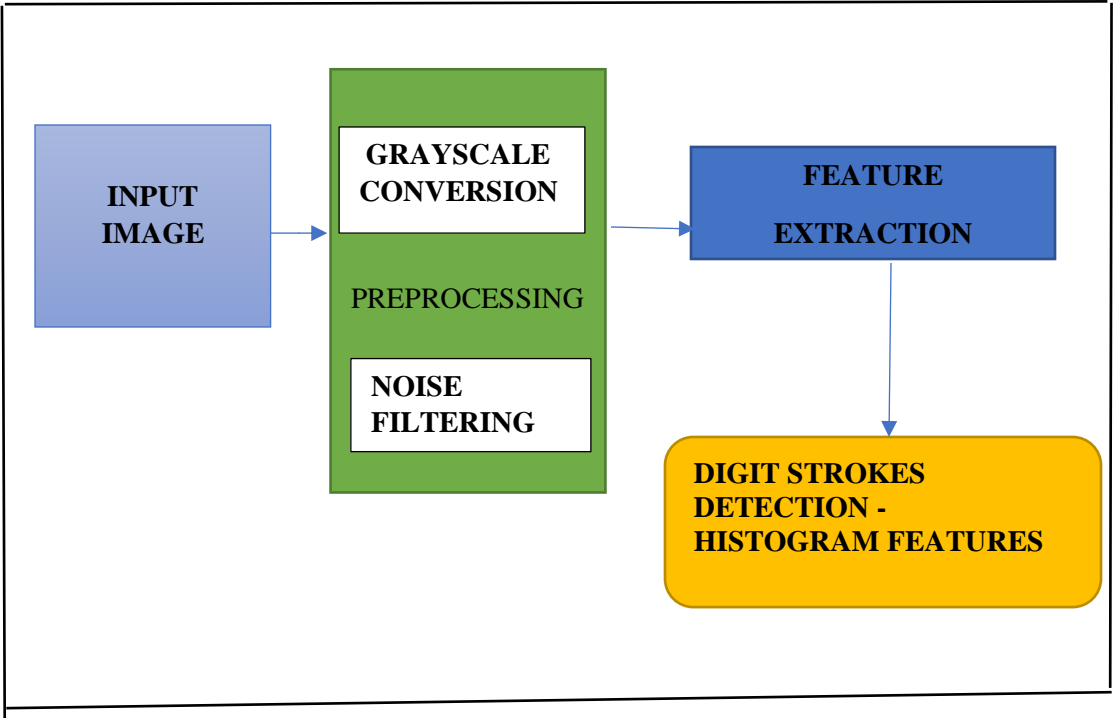 INPUT
IMAGE
GRAYSCALE
CONVERSION
PREPROCESSING
NOISE
FILTERING
FEATURE
EXTRACTION
DIGIT STROKES
DETECTION -
HISTOGRAM FEATURES